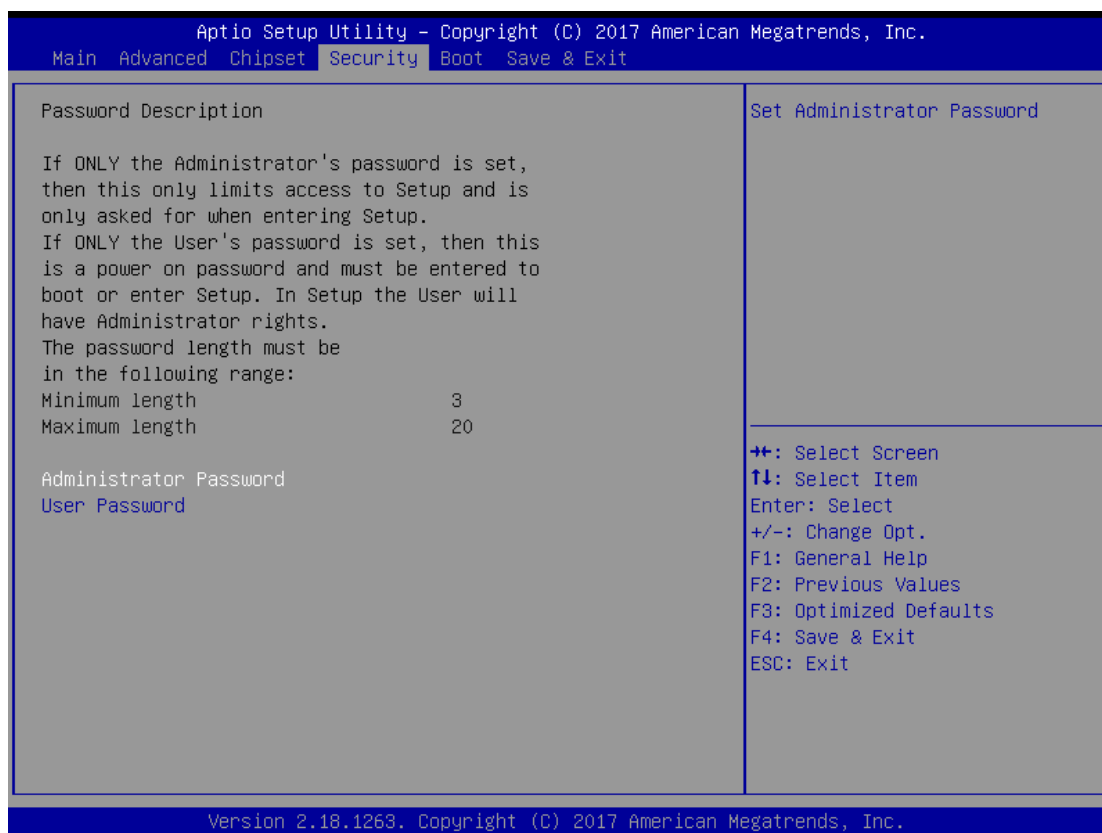 Aptio Setup Utility – Copyright (C) 2017 American Megatrends, Inc.
Main Advanced Chipset Security Boot Save & Exit
Password Description
If ONLY the Administrator's password is set,
then this only limits access to Setup and is
only asked for when entering Setup.
If ONLY the User's password is set, then this
is a power on password and must be entered to
boot or enter Setup. In Setup the User will
have Administrator rights.
The password length must be
in the following range:
Minimum length 3
Maximum length 20
Administrator Password
User Password
Set Administrator Password
→←: Select Screen
↑↓: Select Item
Enter: Select
+/-: Change Opt.
F1: General Help
F2: Previous Values
F3: Optimized Defaults
F4: Save & Exit
ESC: Exit
Version 2.18.1263. Copyright (C) 2017 American Megatrends, Inc.